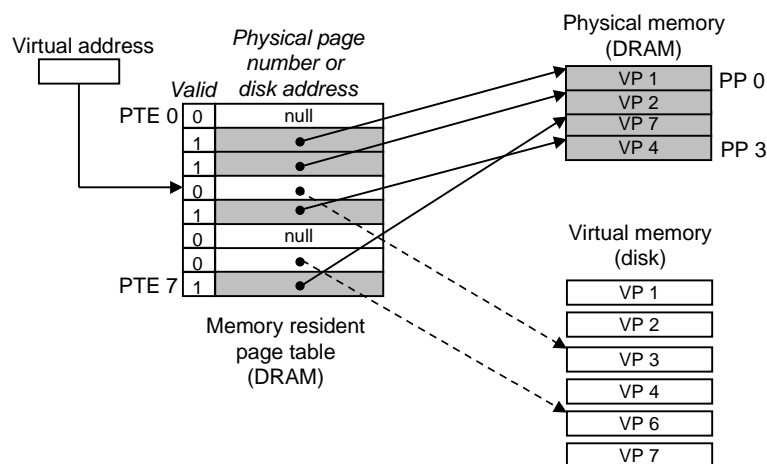 Virtual address
Physical page
number or
disk address
Valid
PTE 0
0
null
1
1
0
1
0
null
0
PTE 7
1
Memory resident
page table
(DRAM)
Physical memory
(DRAM)
VP 1
PP 0
VP 2
VP 7
VP 4
PP 3
Virtual memory
(disk)
VP 1
VP 2
VP 3
VP 4
VP 6
VP 7